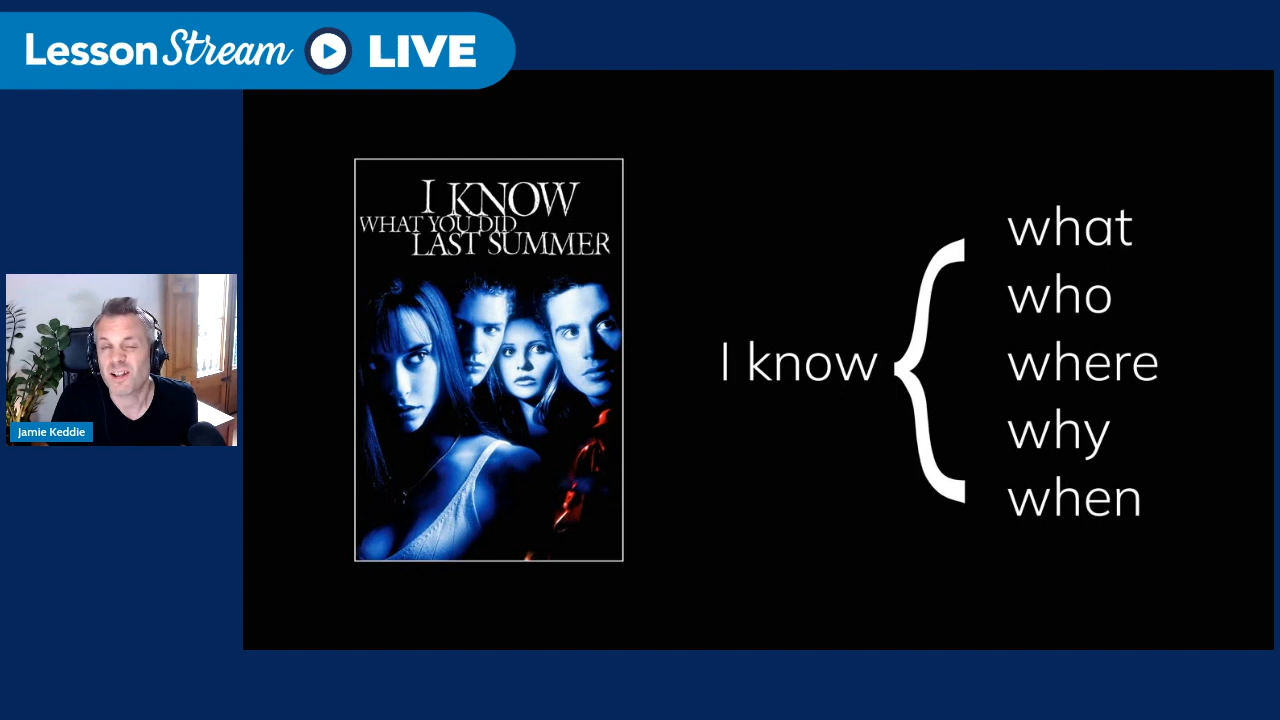 LessonStream LIVE
I KNOW
WHAT YOU DID
LAST SUMMER
I know
what
who
where
why
when
Jamie Keddie